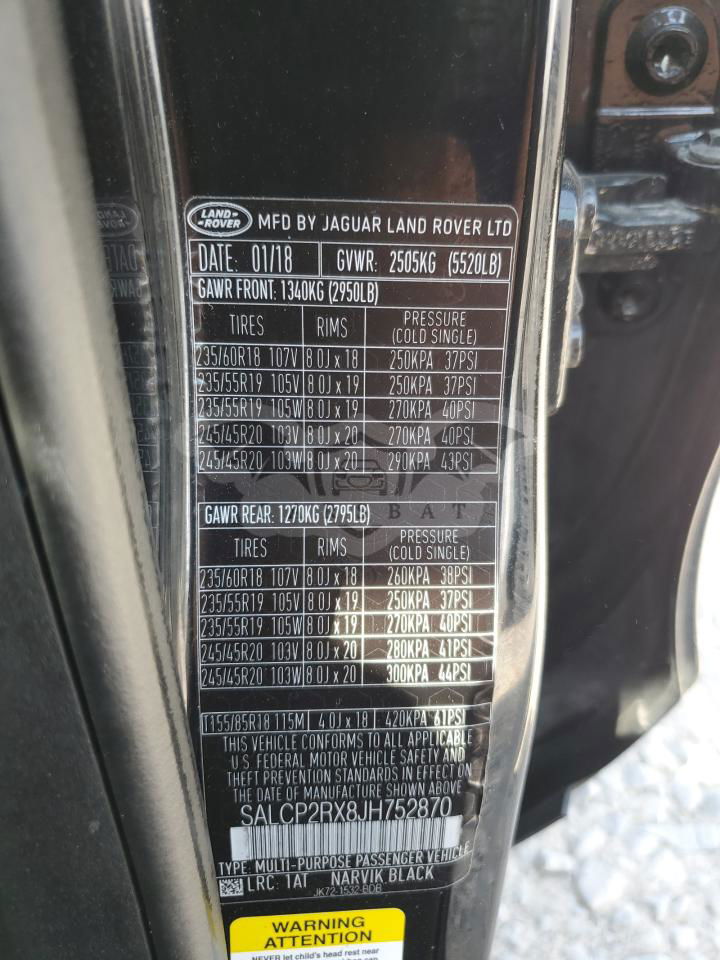 LAND ROVER MFD BY JAGUAR LAND ROVER LTD
DATE: 01/18 GVWR: 2505KG (5520LB)
GAWR FRONT: 1340KG (2950LB)
TIRES RIMS PRESSURE (COLD SINGLE)
235/60R18 107V 8.0J x 18 250KPA 37PSI
235/55R19 105V 8.0J x 19 250KPA 37PSI
235/55R19 105W 8.0J x 19 270KPA 40PSI
245/45R20 103V 8.0J x 20 270KPA 40PSI
245/45R20 103W 8.0J x 20 290KPA 43PSI
BAT
GAWR REAR: 1270KG (2795LB)
TIRES RIMS PRESSURE (COLD SINGLE)
235/60R18 107V 8.0J x 18 260KPA 38PSI
235/55R19 105V 8.0J x 19 250KPA 37PSI
235/55R19 105W 8.0J x 19 270KPA 40PSI
245/45R20 103V 8.0J x 20 280KPA 41PSI
245/45R20 103W 8.0J x 20 300KPA 44PSI
T155/85R18 115M 4.0J x 18 420KPA 61PSI
THIS VEHICLE CONFORMS TO ALL APPLICABLE
U.S. FEDERAL MOTOR VEHICLE SAFETY AND
THEFT PREVENTION STANDARDS IN EFFECT ON
THE DATE OF MANUFACTURE SHOWN ABOVE
SALCP2RX8JH752870
TYPE: MULTI-PURPOSE PASSENGER VEHICLE
LRC: 1AT NARVIK BLACK
JK72-1532-BDB
WARNING
ATTENTION
NEVER let child's head rest near